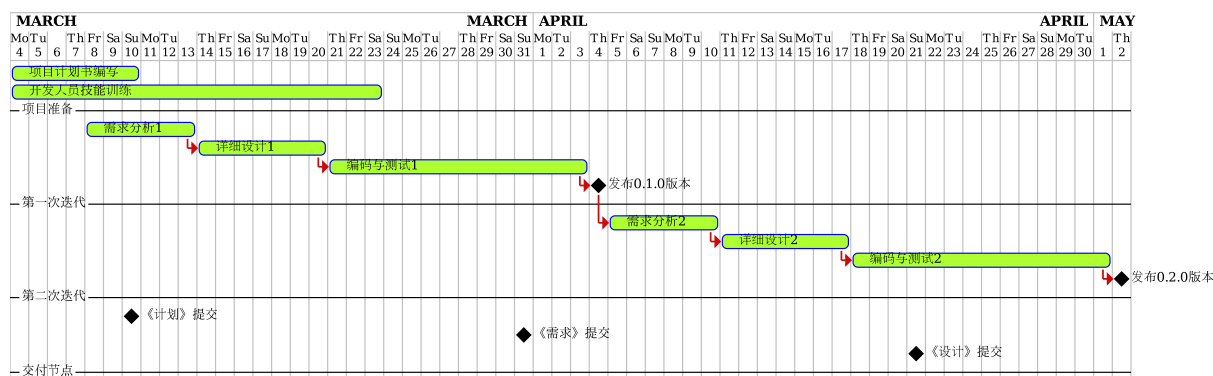 MARCH MARCH APRIL APRIL MAY
Mo Tu Th Fr Sa Su Mo Tu Th Fr Sa Su Mo Tu Th Fr Sa Su Mo Tu Th Fr Sa Su Mo Tu Th Fr Sa Su Mo Tu Th Fr Sa Su Mo Tu Th Fr Sa Su Mo Tu Th Fr Sa Su Mo Tu Th
4 5 6 7 8 9 10 11 12 13 14 15 16 17 18 19 20 21 22 23 24 25 26 27 28 29 30 31 1 2 3 4 5 6 7 8 9 10 11 12 13 14 15 16 17 18 19 20 21 22 23 24 25 26 27 28 29 30 1 2
项目计划书编写
开发人员技能训练
项目准备
需求分析1
详细设计1
编码与测试1
发布0.1.0版本
第一次迭代
需求分析2
详细设计2
编码与测试2
发布0.2.0版本
第二次迭代
《计划》提交
《需求》提交
《设计》提交
交付节点